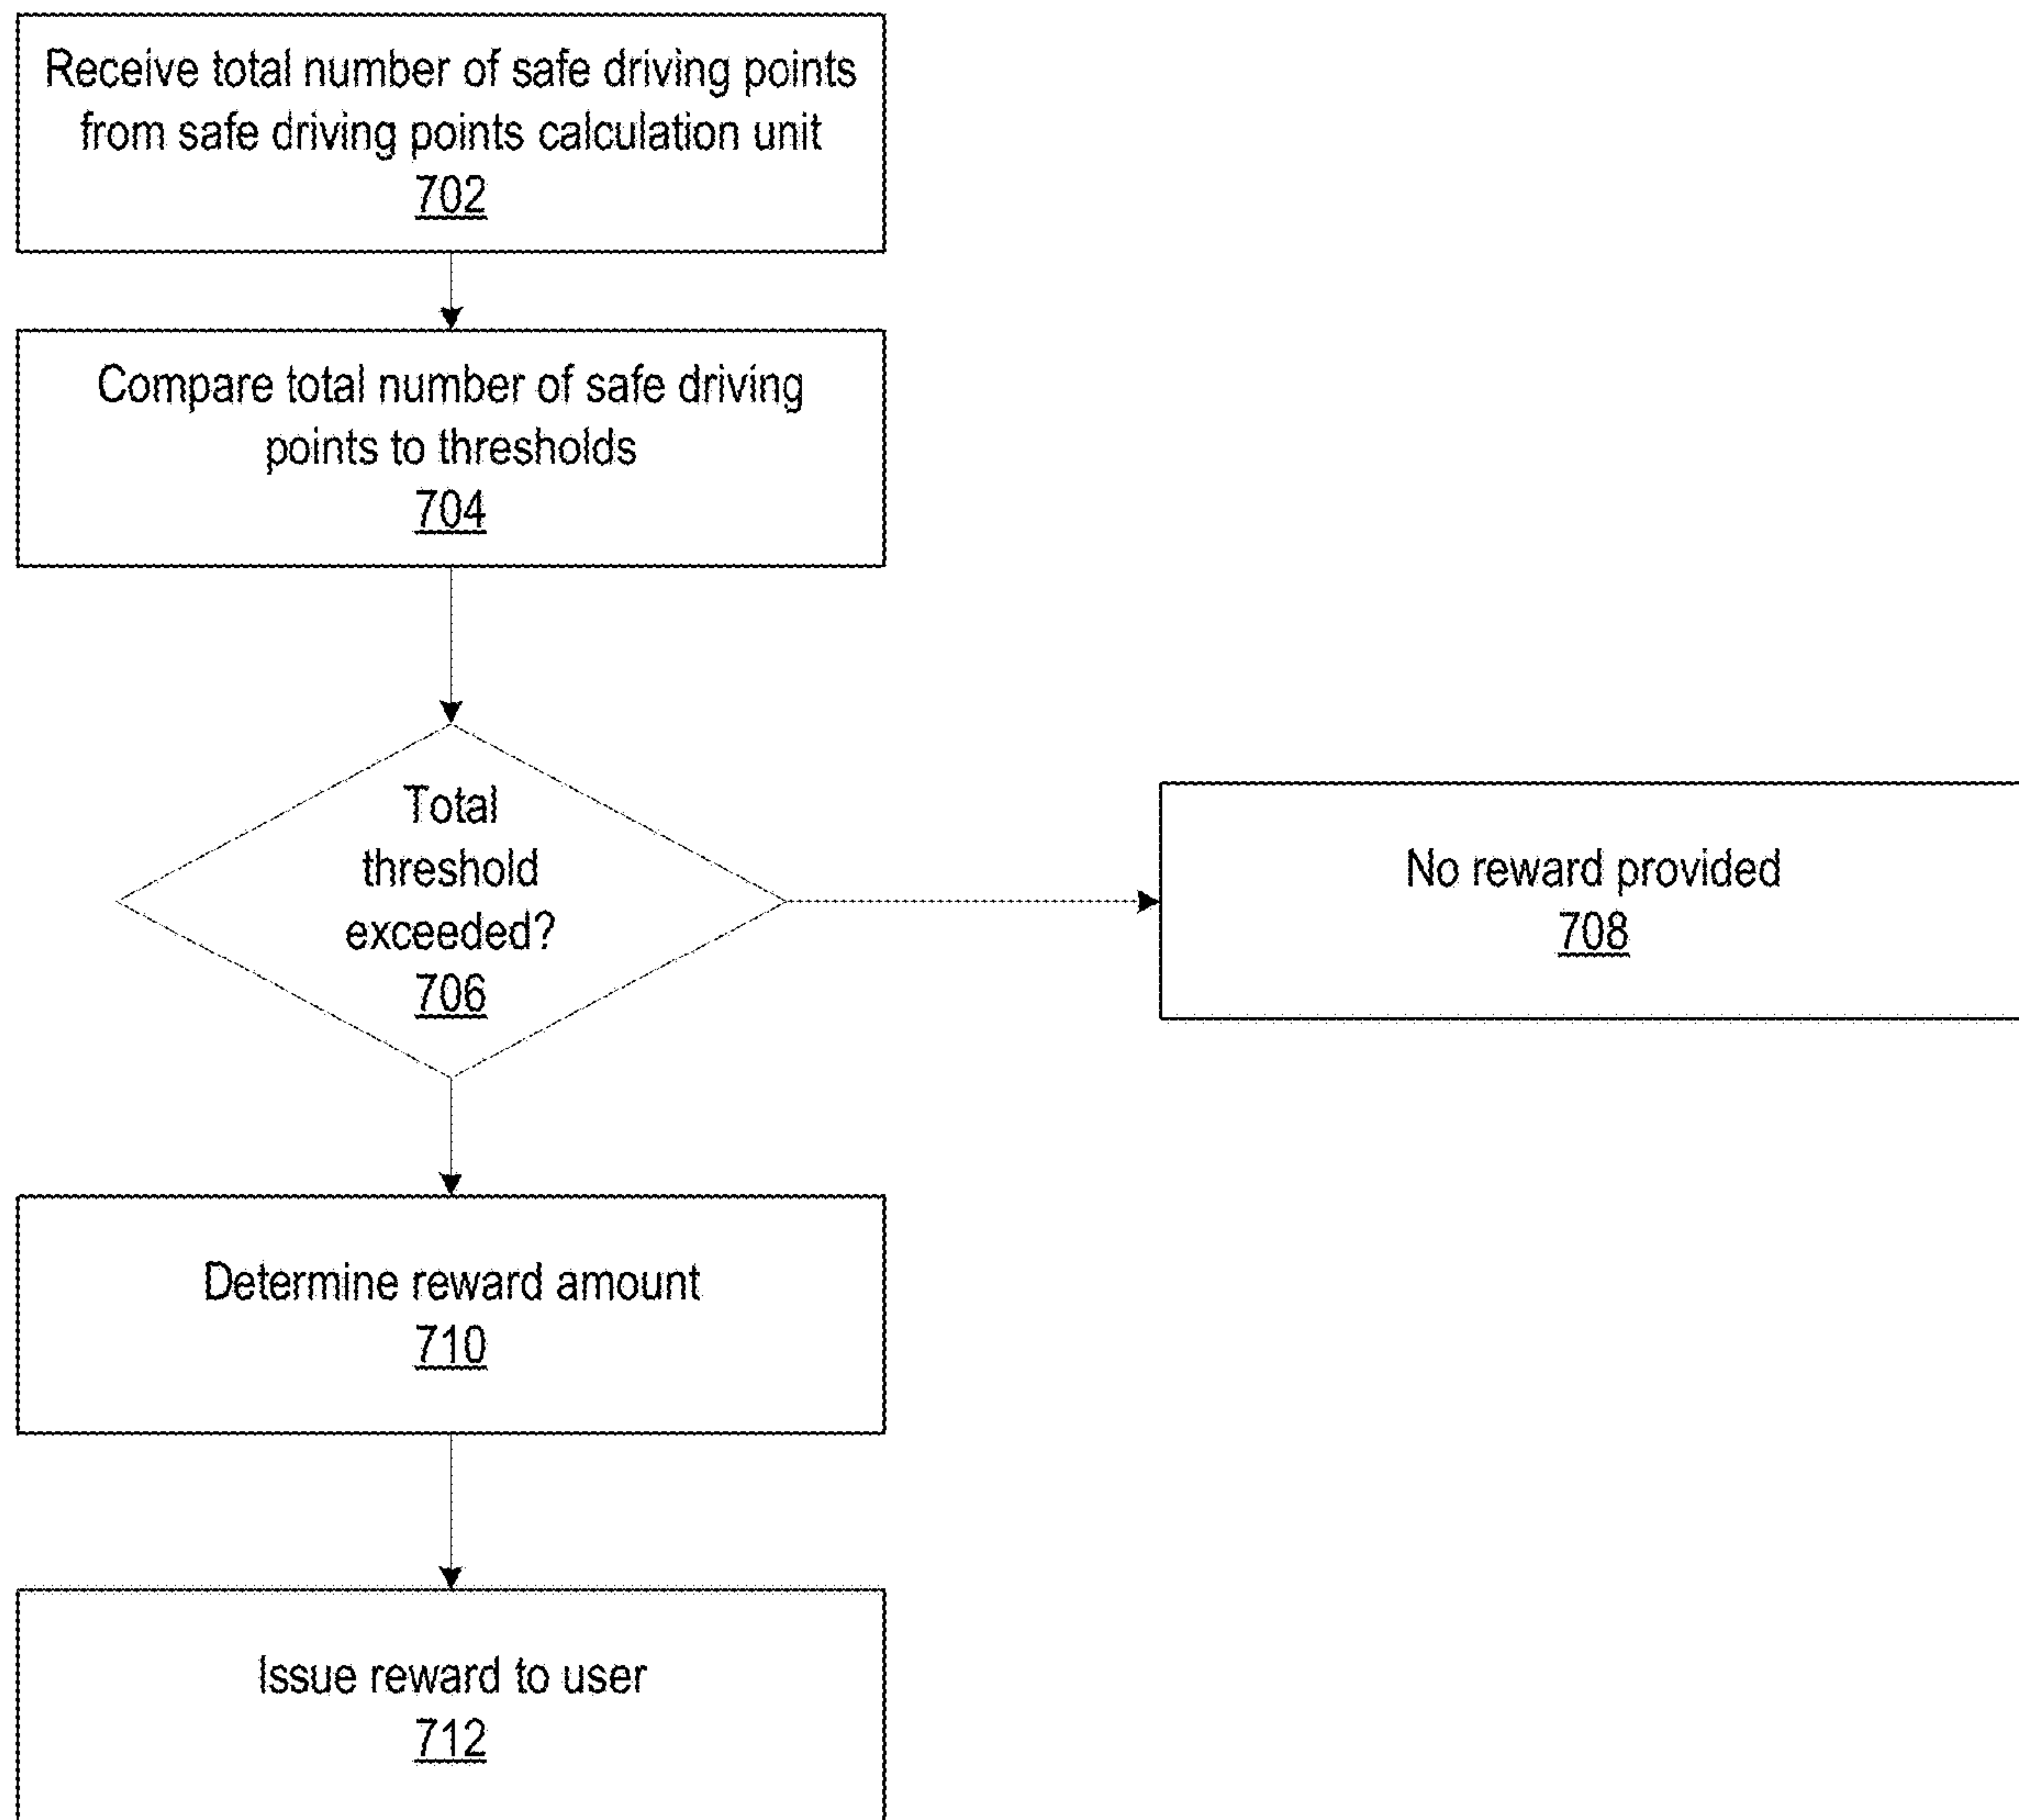 Receive total number of safe driving points
from safe driving points calculation unit
702
Compare total number of safe driving
points to thresholds
704
Total
threshold
exceeded?
706
No reward provided
708
Determine reward amount
710
Issue reward to user
712